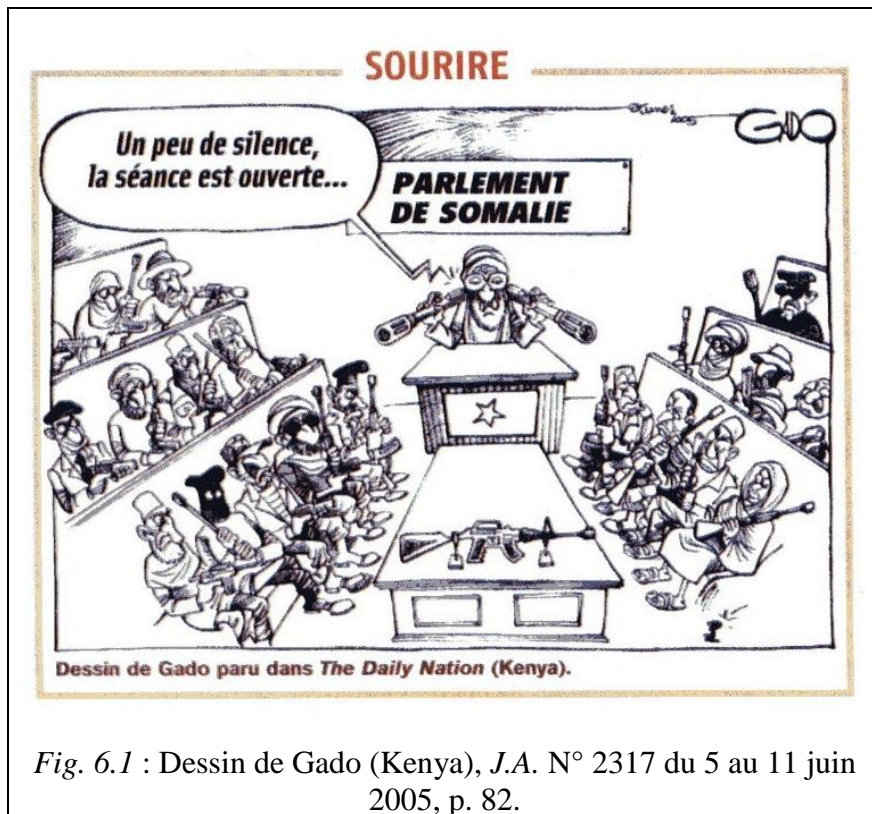 SOURIRE
Un peu de silence,
la séance est ouverte...
2005
GADO
PARLEMENT
DE SOMALIE
Dessin de Gado paru dans The Daily Nation (Kenya).
Fig. 6.1 : Dessin de Gado (Kenya), J.A. N° 2317 du 5 au 11 juin
2005, p. 82.